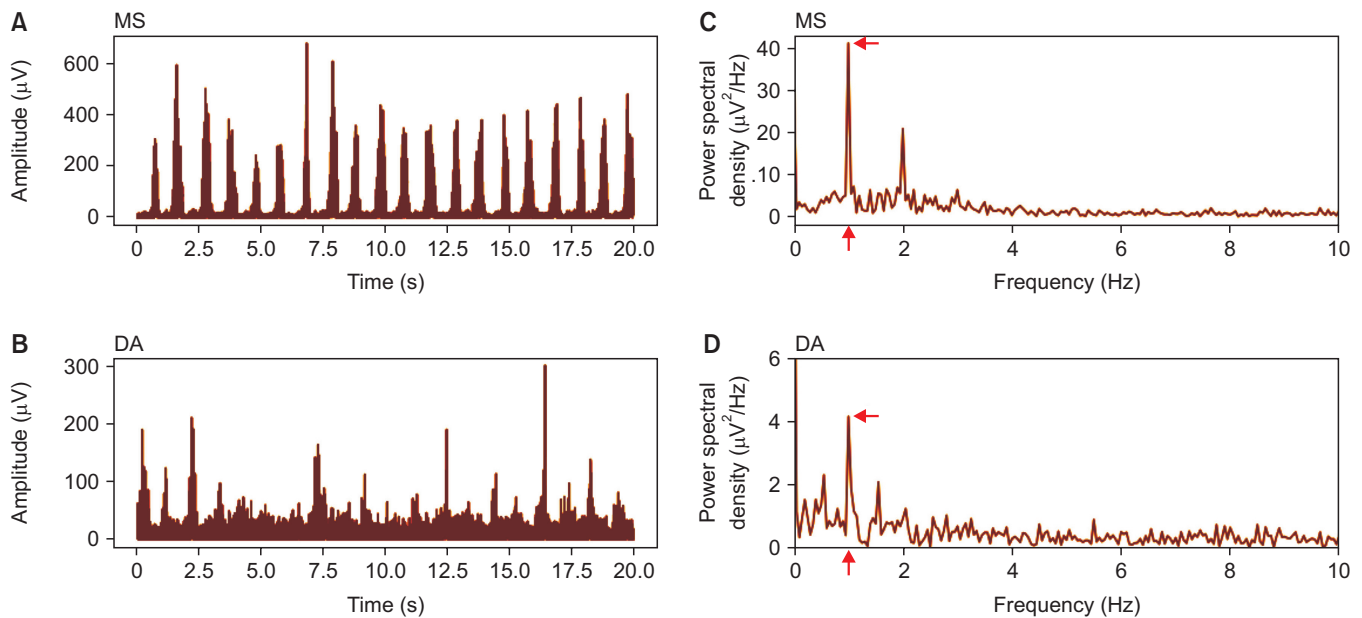 A
MS
Amplitude (μV)
600
400
200
0
0
2.5
5.0
7.5
10.0
12.5
15.0
17.5
20.0
Time (s)
C
MS
Power spectral
density (μV²/Hz)
40
30
20
.10
0
0
2
4
6
8
10
Frequency (Hz)
B
DA
Amplitude (μV)
300
200
100
0
0
2.5
5.0
7.5
10.0
12.5
15.0
17.5
20.0
Time (s)
D
DA
Power spectral
density (μV²/Hz)
6
4
2
0
0
2
4
6
8
10
Frequency (Hz)